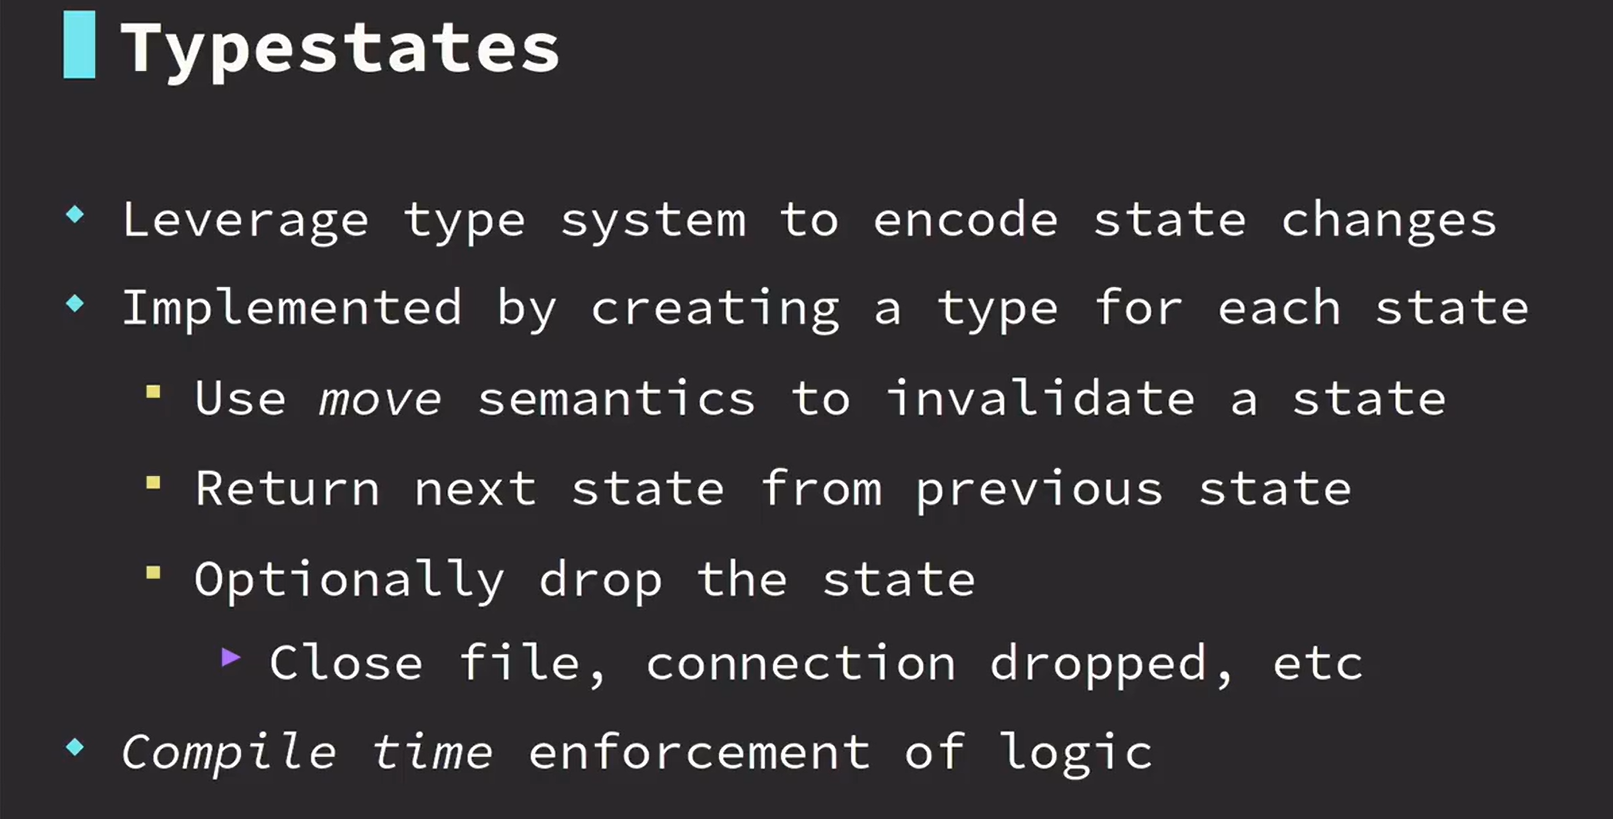 Typestates
Leverage type system to encode state changes
Implemented by creating a type for each state
Use move semantics to invalidate a state
Return next state from previous state
Optionally drop the state
Close file, connection dropped, etc
Compile time enforcement of logic